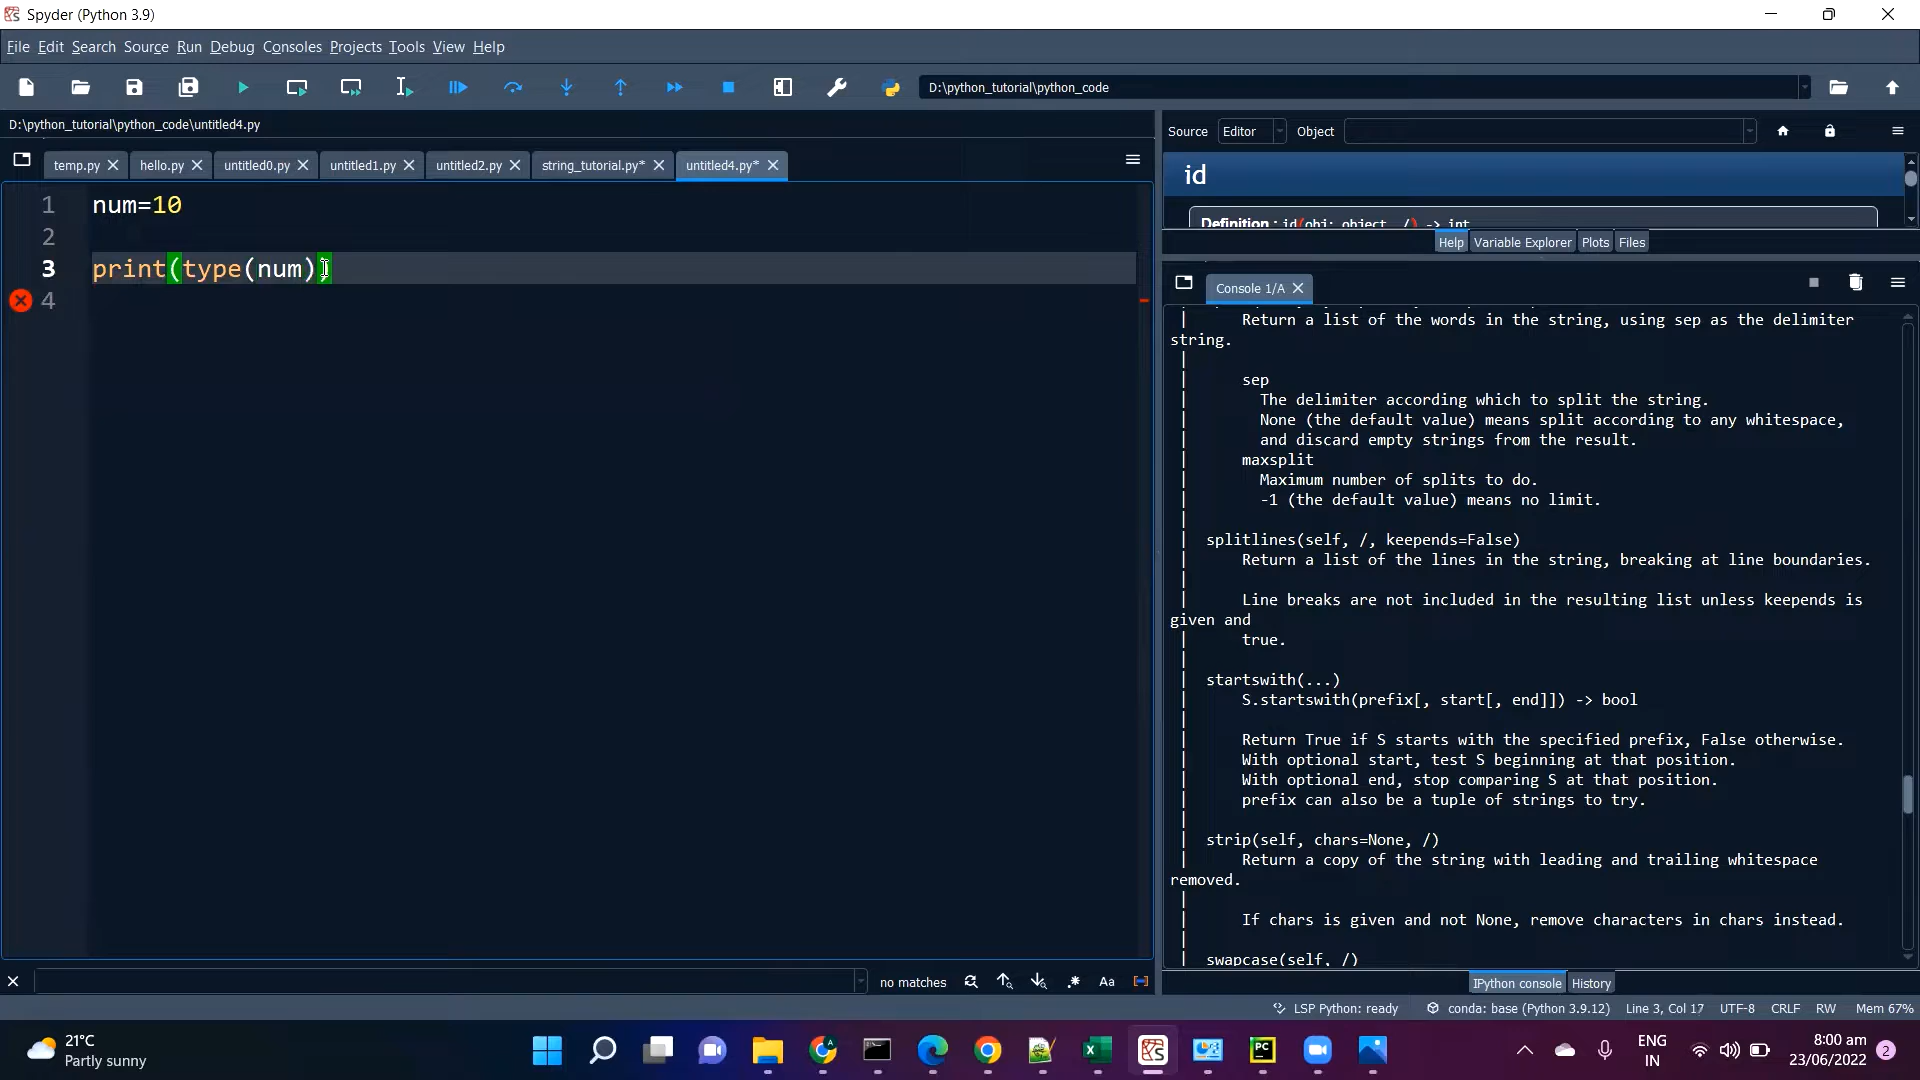 Spyder (Python 3.9)
File Edit Search Source Run Debug Consoles Projects Tools View Help
D:\python_tutorial\python_code
D:\python_tutorial\python_code\untitled4.py
temp.py hello.py untitled0.py untitled1.py untitled2.py string_tutorial.py* untitled4.py*
1 num=10
2
3 print(type(num))
4
no matches
Aa
Source Editor Object
id
Definition : id(obj: object, /) -> int
Help Variable Explorer Plots Files
Console 1/A
| Return a list of the words in the string, using sep as the delimiter
string.
|
| sep
| The delimiter according which to split the string.
| None (the default value) means split according to any whitespace,
| and discard empty strings from the result.
| maxsplit
| Maximum number of splits to do.
| -1 (the default value) means no limit.
|
| splitlines(self, /, keepends=False)
| Return a list of the lines in the string, breaking at line boundaries.
|
| Line breaks are not included in the resulting list unless keepends is
given and
| true.
|
| startswith(...)
| S.startswith(prefix[, start[, end]]) -> bool
|
| Return True if S starts with the specified prefix, False otherwise.
| With optional start, test S beginning at that position.
| With optional end, stop comparing S at that position.
| prefix can also be a tuple of strings to try.
|
| strip(self, chars=None, /)
| Return a copy of the string with leading and trailing whitespace
removed.
|
| If chars is given and not None, remove characters in chars instead.
|
| swapcase(self, /)
IPython console History
LSP Python: ready conda: base (Python 3.9.12) Line 3, Col 17 UTF-8 CRLF RW Mem 67%
21°C
Partly sunny
ENG
IN
8:00 am
23/06/2022
2